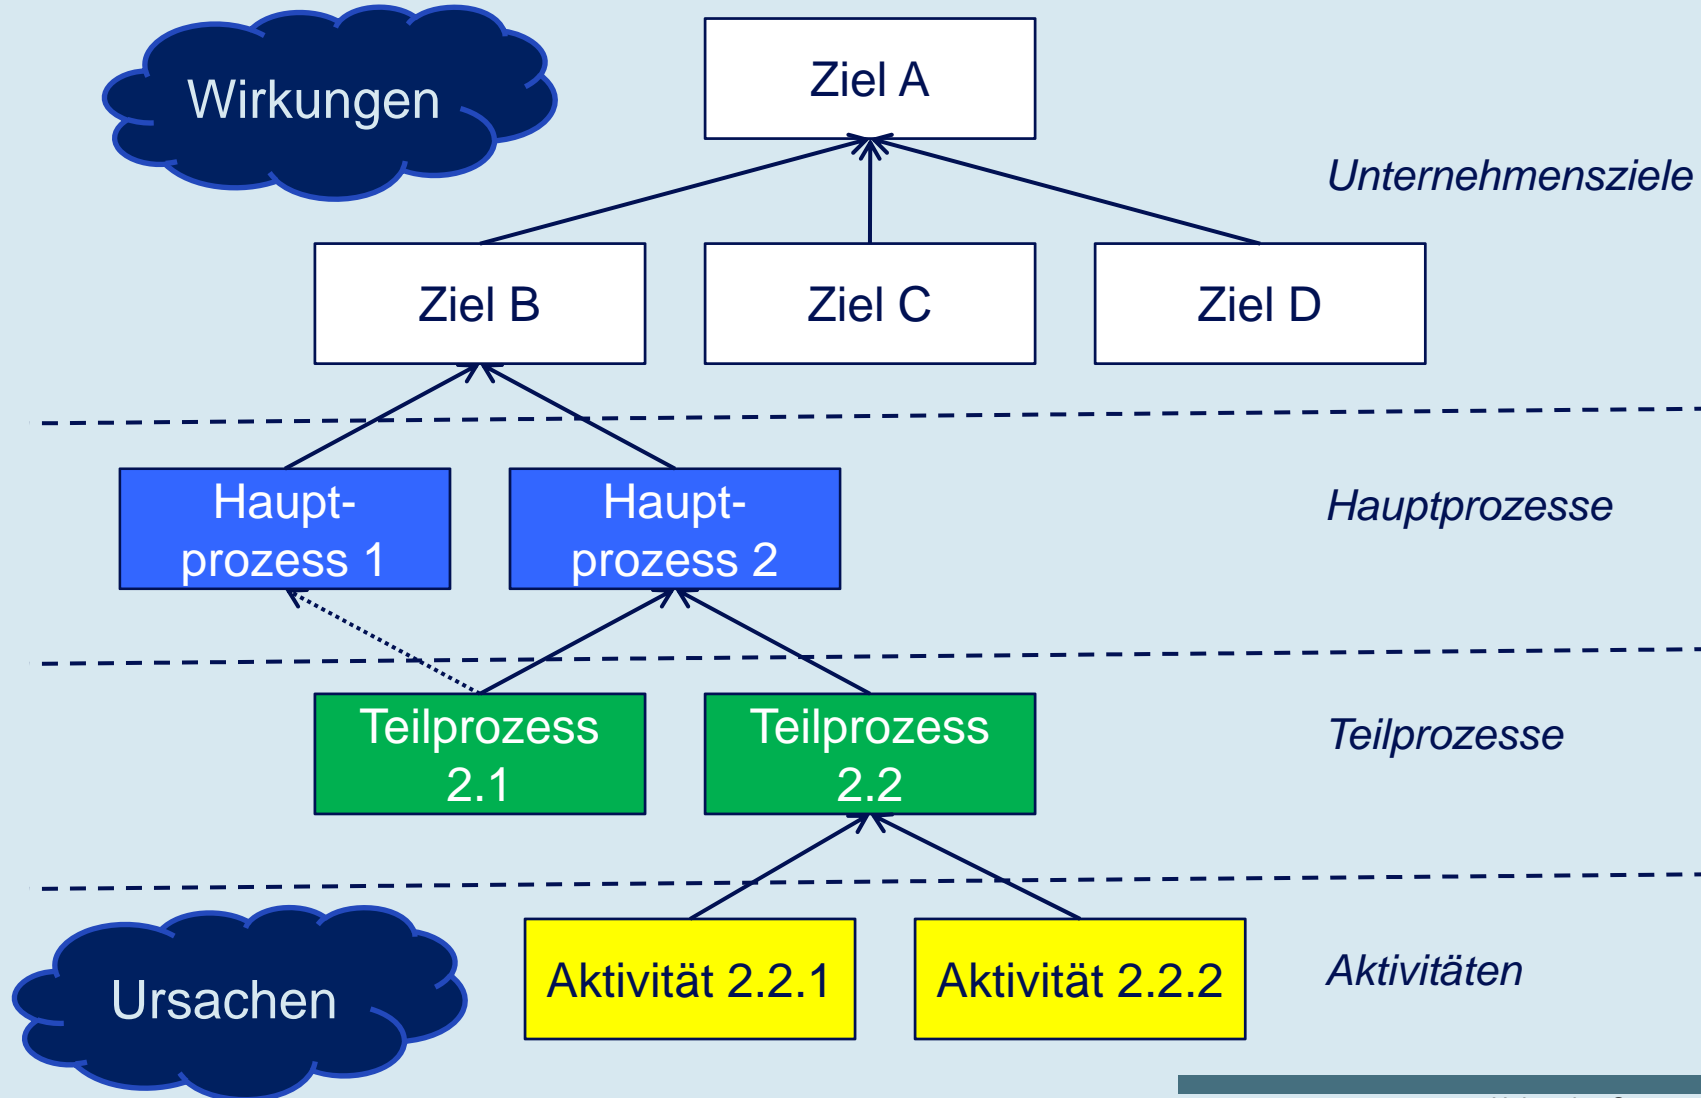 Wirkungen
Ziel A
Unternehmensziele
Ziel B
Ziel C
Ziel D
Haupt-
prozess 1
Haupt-
prozess 2
Hauptprozesse
Teilprozess
2.1
Teilprozess
2.2
Teilprozesse
Ursachen
Aktivität 2.2.1
Aktivität 2.2.2
Aktivitäten